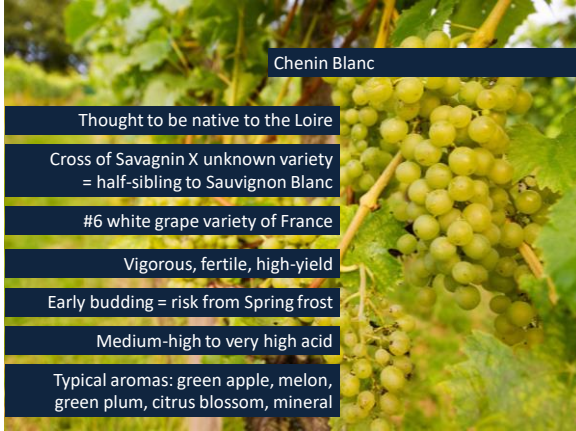 Chenin Blanc
Thought to be native to the Loire
Cross of Savagnin X unknown variety
= half-sibling to Sauvignon Blanc
#6 white grape variety of France
Vigorous, fertile, high-yield
Early budding = risk from Spring frost
Medium-high to very high acid
Typical aromas: green apple, melon,
green plum, citrus blossom, mineral